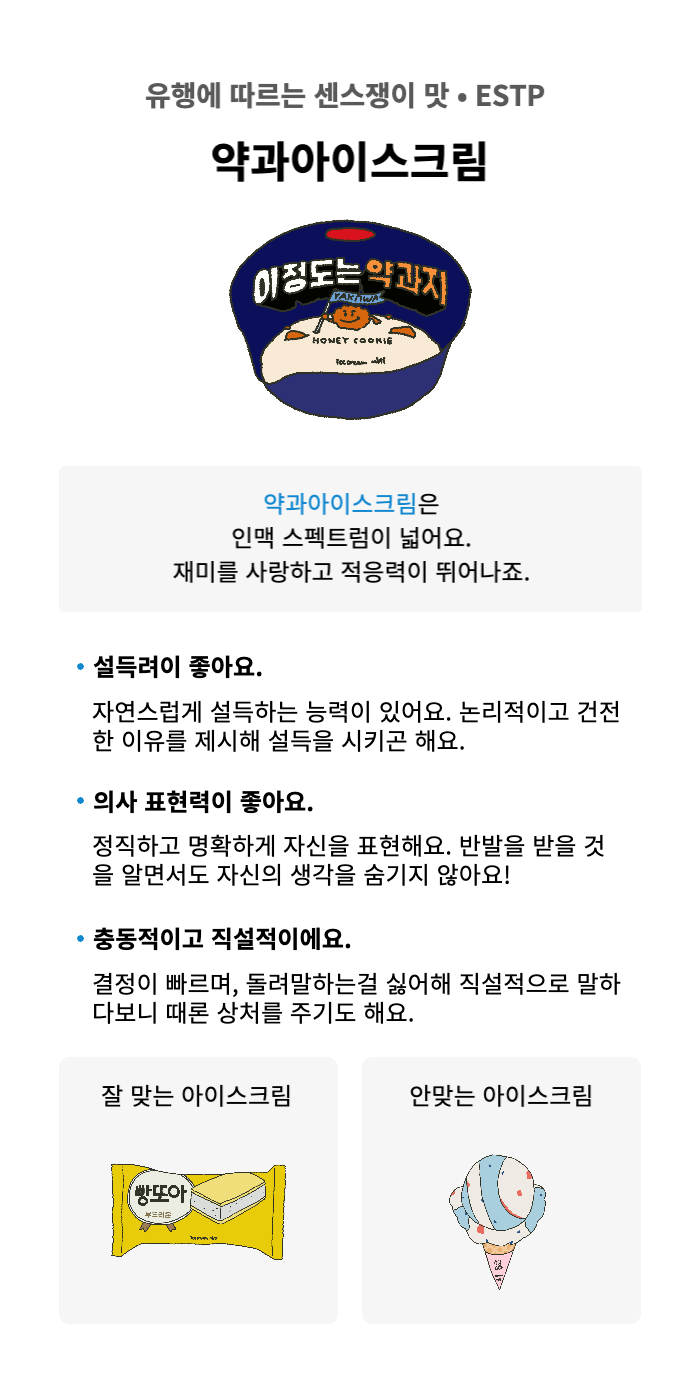 유행에 따르는 센스쟁이 맛 • ESTP
약과아이스크림
이정도는 약과지
YAKHWA
HONEY COOKIE
약과아이스크림은
인맥 스펙트럼이 넓어요.
재미를 사랑하고 적응력이 뛰어나죠.
• 설득려이 좋아요.
자연스럽게 설득하는 능력이 있어요. 논리적이고 건전
한 이유를 제시해 설득을 시키곤 해요.
• 의사 표현력이 좋아요.
정직하고 명확하게 자신을 표현해요. 반발을 받을 것
을 알면서도 자신의 생각을 숨기지 않아요!
• 충동적이고 직설적이에요.
결정이 빠르며, 돌려말하는걸 싫어해 직설적으로 말하
다보니 때론 상처를 주기도 해요.
잘 맞는 아이스크림
안맞는 아이스크림
빵또아
부드러운